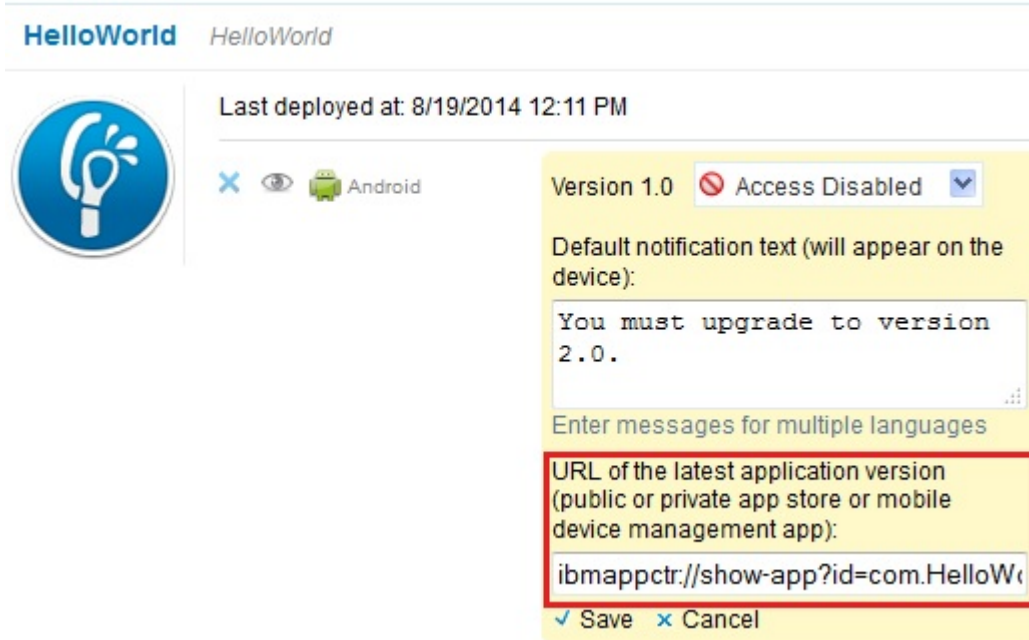 HelloWorld HelloWorld
Last deployed at: 8/19/2014 12:11 PM
Android
Version 1.0 Access Disabled
Default notification text (will appear on the
device):
You must upgrade to version
2.0.
Enter messages for multiple languages
URL of the latest application version
(public or private app store or mobile
device management app):
ibmappctr://show-app?id=com.HelloWo
Save Cancel